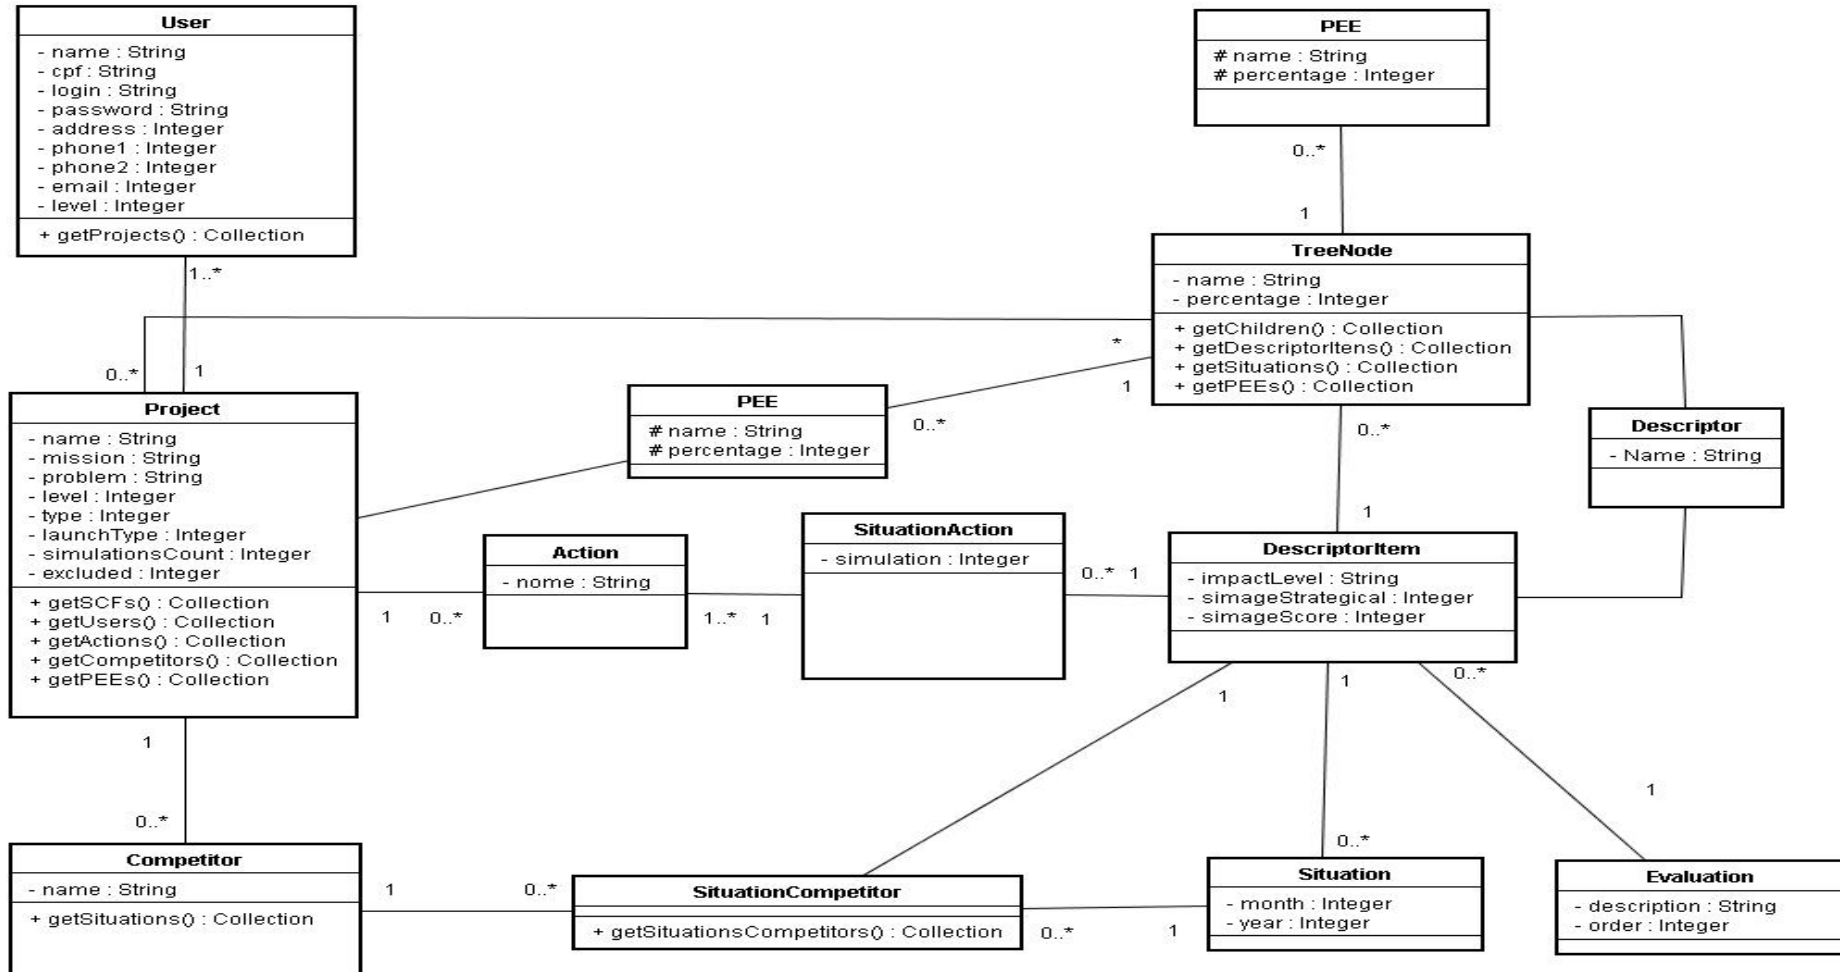 User
- name : String
- cpf : String
- login : String
- password : String
- address : Integer
- phone1 : Integer
- phone2 : Integer
- email : Integer
- level : Integer
+ getProjects() : Collection
1..*
PEE
# name : String
# percentage : Integer
0..*
1
TreeNode
- name : String
- percentage : Integer
+ getChildren() : Collection
+ getDescriptorItens() : Collection
+ getSituations() : Collection
+ getPEEs() : Collection
*
1
0..*
0..*
1
Project
- name : String
- mission : String
- problem : String
- level : Integer
- type : Integer
- launchType : Integer
- simulationsCount : Integer
- excluded : Integer
+ getSCFs() : Collection
+ getUsers() : Collection
+ getActions() : Collection
+ getCompetitors() : Collection
+ getPEEs() : Collection
PEE
# name : String
# percentage : Integer
0..*
Descriptor
- Name : String
1
Action
- nome : String
1
0..*
1..*
1
SituationAction
- simulation : Integer
0..*
1
DescriptorItem
- impactLevel : String
- simageStrategical : Integer
- simageScore : Integer
1
1
0..*
1
1
0..*
0..*
Competitor
- name : String
+ getSituations() : Collection
1
0..*
SituationCompetitor
+ getSituationsCompetitors() : Collection
0..*
1
Situation
- month : Integer
- year : Integer
Evaluation
- description : String
- order : Integer